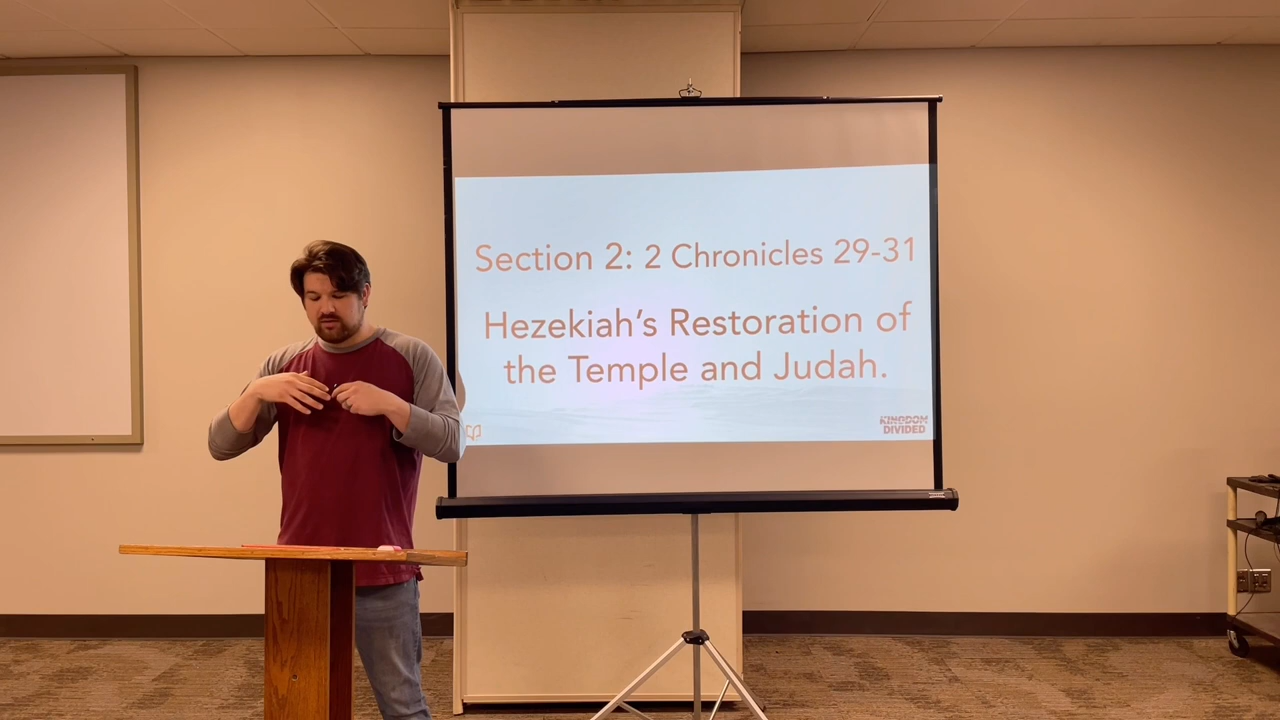 Section 2: 2 Chronicles 29-31
Hezekiah's Restoration of
the Temple and Judah.
KINGDOM
DIVIDED